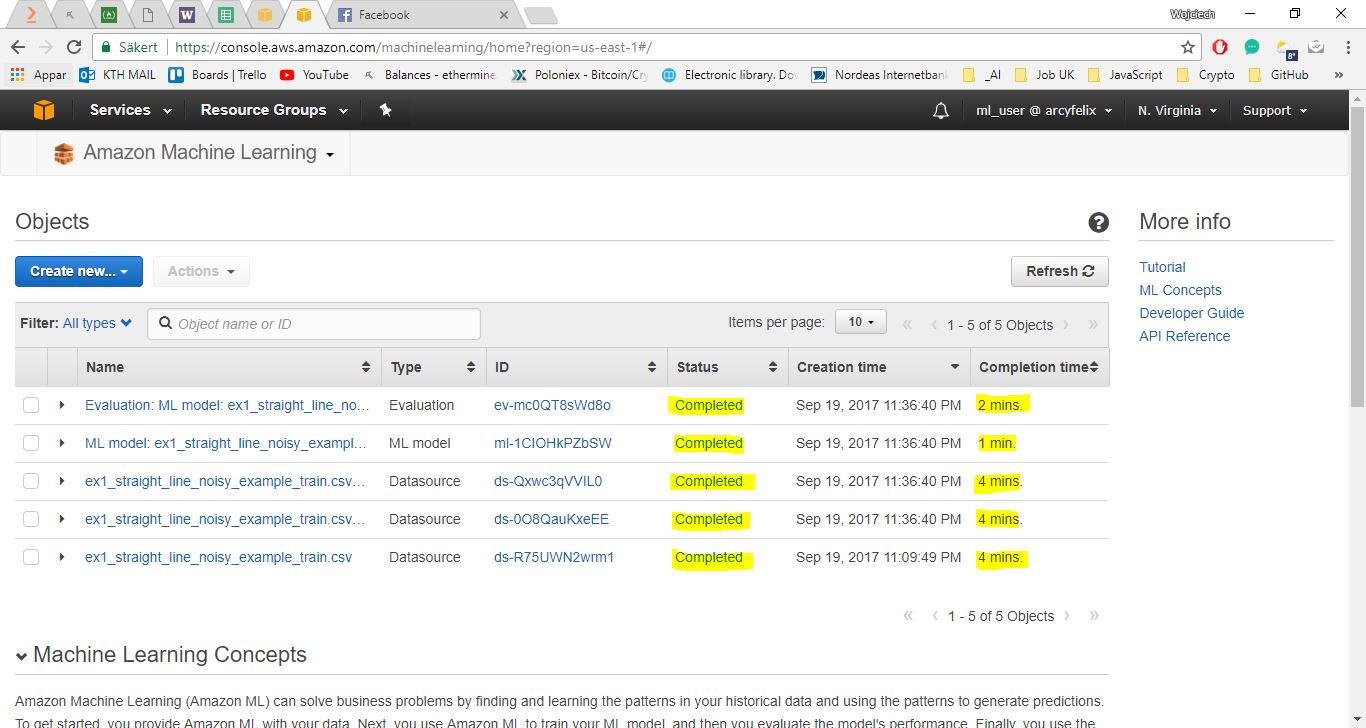 Facebook
Wojciech
Säkert https://console.aws.amazon.com/machinelearning/home?region=us-east-1#/
8°
Appar KTH MAIL Boards | Trello YouTube Balances - ethermine. Poloniex - Bitcoin/Cry Electronic library. Do Nordeas Internetban _AI Job UK JavaScript Crypto GitHub »
Services Resource Groups ml_user @ arcyfelix N. Virginia Support
Amazon Machine Learning
Objects ? More info
Create new... Actions Refresh Tutorial
ML Concepts
Developer Guide
API Reference
Filter: All types Object name or ID Items per page: 10 « ‹ 1 - 5 of 5 Objects › »
Name Type ID Status Creation time Completion time
Evaluation: ML model: ex1_straight_line_no... Evaluation ev-mc0QT8sWd8o Completed Sep 19, 2017 11:36:40 PM 2 mins.
ML model: ex1_straight_line_noisy_exampl... ML model ml-1CIOHkPZbSW Completed Sep 19, 2017 11:36:40 PM 1 min.
ex1_straight_line_noisy_example_train.csv... Datasource ds-Qxwc3qVVIL0 Completed Sep 19, 2017 11:36:40 PM 4 mins.
ex1_straight_line_noisy_example_train.csv... Datasource ds-0O8QauKxeEE Completed Sep 19, 2017 11:36:40 PM 4 mins.
ex1_straight_line_noisy_example_train.csv Datasource ds-R75UWN2wrm1 Completed Sep 19, 2017 11:09:49 PM 4 mins.
« ‹ 1 - 5 of 5 Objects › »
Machine Learning Concepts
Amazon Machine Learning (Amazon ML) can solve business problems by finding and learning the patterns in your historical data and using the patterns to generate predictions.
To get started, you provide Amazon ML with your data. Next, you use Amazon ML to train your ML model, and then you evaluate the model's performance. Finally, you use the